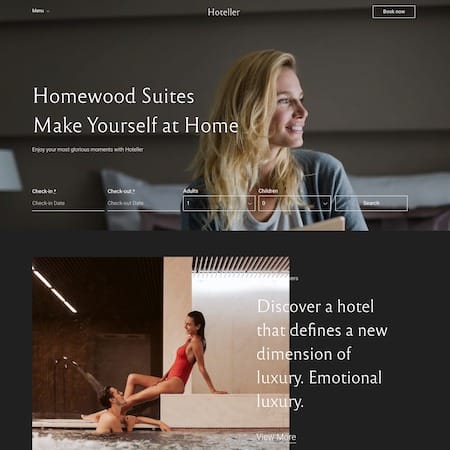 Menu
Hoteller
Book now
Homewood Suites
Make Yourself at Home
Enjoy your most glorious moments with Hoteller
Check-in *
Check-out *
Adults
Children
Check-in Date
Check-out Date
1
0
Search
Discover a hotel
that defines a new
dimension of
luxury. Emotional
luxury.
View More